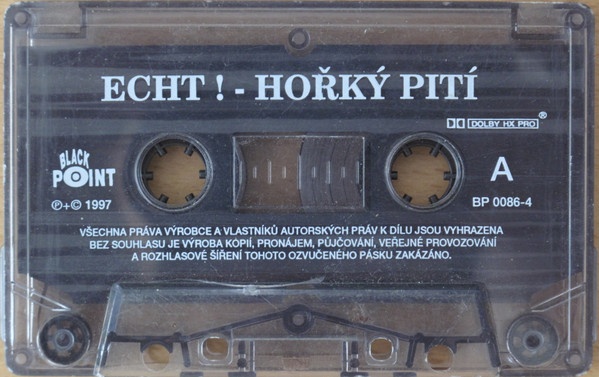 ECHT ! - HOŘKÝ PITÍ
DOLBY HX PRO ®
BLACK
POINT
A
℗+© 1997
BP 0086-4
VŠECHNA PRÁVA VÝROBCE A VLASTNÍKŮ AUTORSKÝCH PRÁV K DÍLU JSOU VYHRAZENA
BEZ SOUHLASU JE VÝROBA KOPIÍ, PRONÁJEM, PŮJČOVÁNÍ, VEŘEJNÉ PROVOZOVÁNÍ
A ROZHLASOVÉ ŠÍŘENÍ TOHOTO OZVUČENÉHO PÁSKU ZAKÁZÁNO.